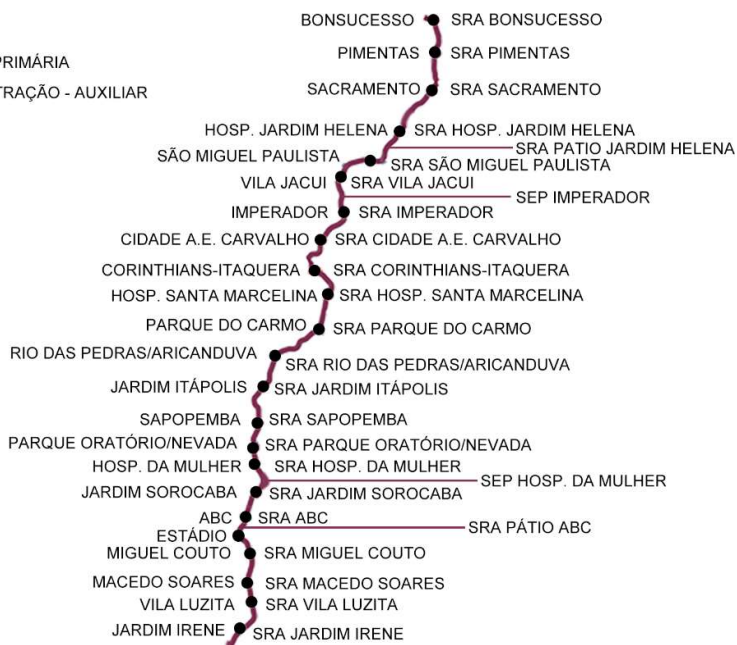 BONSUCESSO SRA BONSUCESSO
PIMENTAS SRA PIMENTAS
PRIMÁRIA
SACRAMENTO SRA SACRAMENTO
TRAÇÃO - AUXILIAR
HOSP. JARDIM HELENA SRA HOSP. JARDIM HELENA
SRA PATIO JARDIM HELENA
SÃO MIGUEL PAULISTA SRA SÃO MIGUEL PAULISTA
VILA JACUI SRA VILA JACUI
SEP IMPERADOR
IMPERADOR SRA IMPERADOR
CIDADE A.E. CARVALHO SRA CIDADE A.E. CARVALHO
CORINTHIANS-ITAQUERA SRA CORINTHIANS-ITAQUERA
HOSP. SANTA MARCELINA SRA HOSP. SANTA MARCELINA
PARQUE DO CARMO SRA PARQUE DO CARMO
RIO DAS PEDRAS/ARICANDUVA SRA RIO DAS PEDRAS/ARICANDUVA
JARDIM ITÁPOLIS SRA JARDIM ITÁPOLIS
SAPOPEMBA SRA SAPOPEMBA
PARQUE ORATÓRIO/NEVADA SRA PARQUE ORATÓRIO/NEVADA
HOSP. DA MULHER SRA HOSP. DA MULHER
SEP HOSP. DA MULHER
JARDIM SOROCABA SRA JARDIM SOROCABA
ABC SRA ABC
SRA PÁTIO ABC
ESTÁDIO
MIGUEL COUTO SRA MIGUEL COUTO
MACEDO SOARES SRA MACEDO SOARES
VILA LUZITA SRA VILA LUZITA
JARDIM IRENE SRA JARDIM IRENE